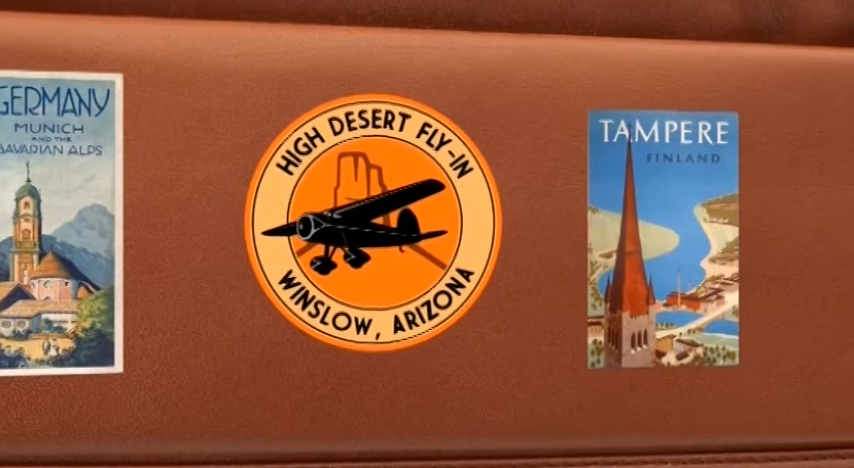 GERMANY
MUNICH
AND THE
BAVARIAN ALPS
HIGH DESERT FLY-IN
WINSLOW, ARIZONA
TAMPERE
FINLAND